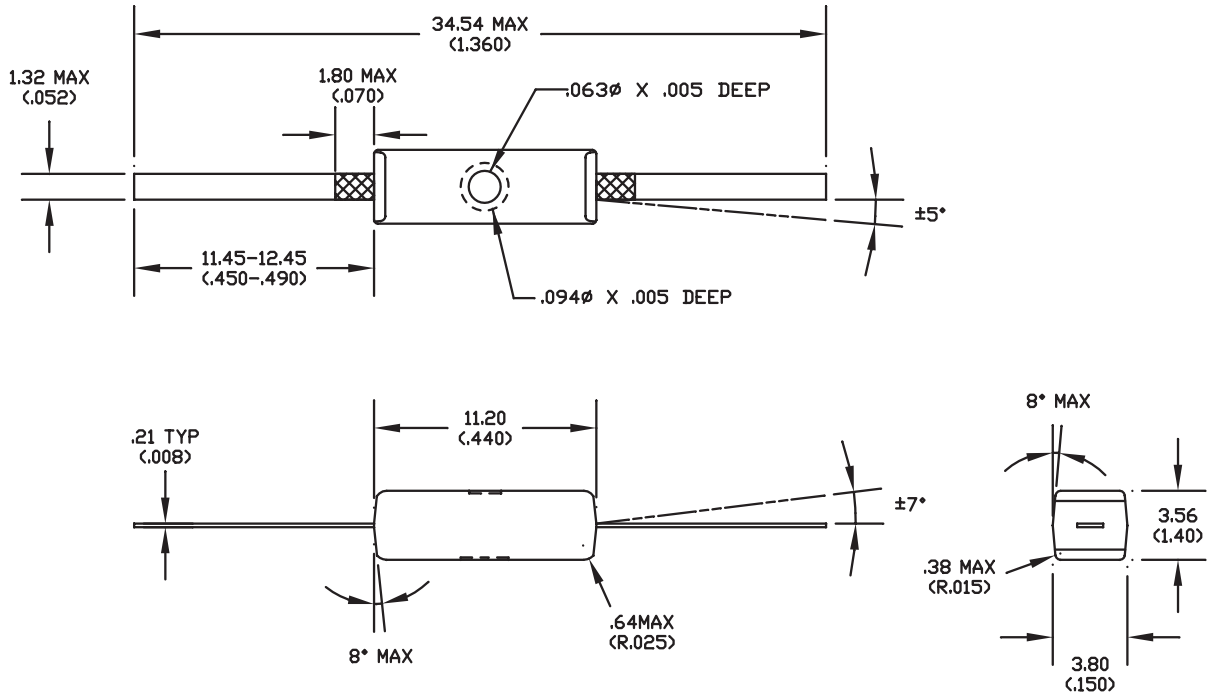 34.54 MAX
(1.360)
1.32 MAX
(.052)
1.80 MAX
(.070)
.063ø X .005 DEEP
±5°
11.45-12.45
(.450-.490)
.094ø X .005 DEEP
11.20
(.440)
8° MAX
.21 TYP
(.008)
±7°
3.56
(1.40)
.38 MAX
(R.015)
.64MAX
(R.025)
8° MAX
3.80
(.150)